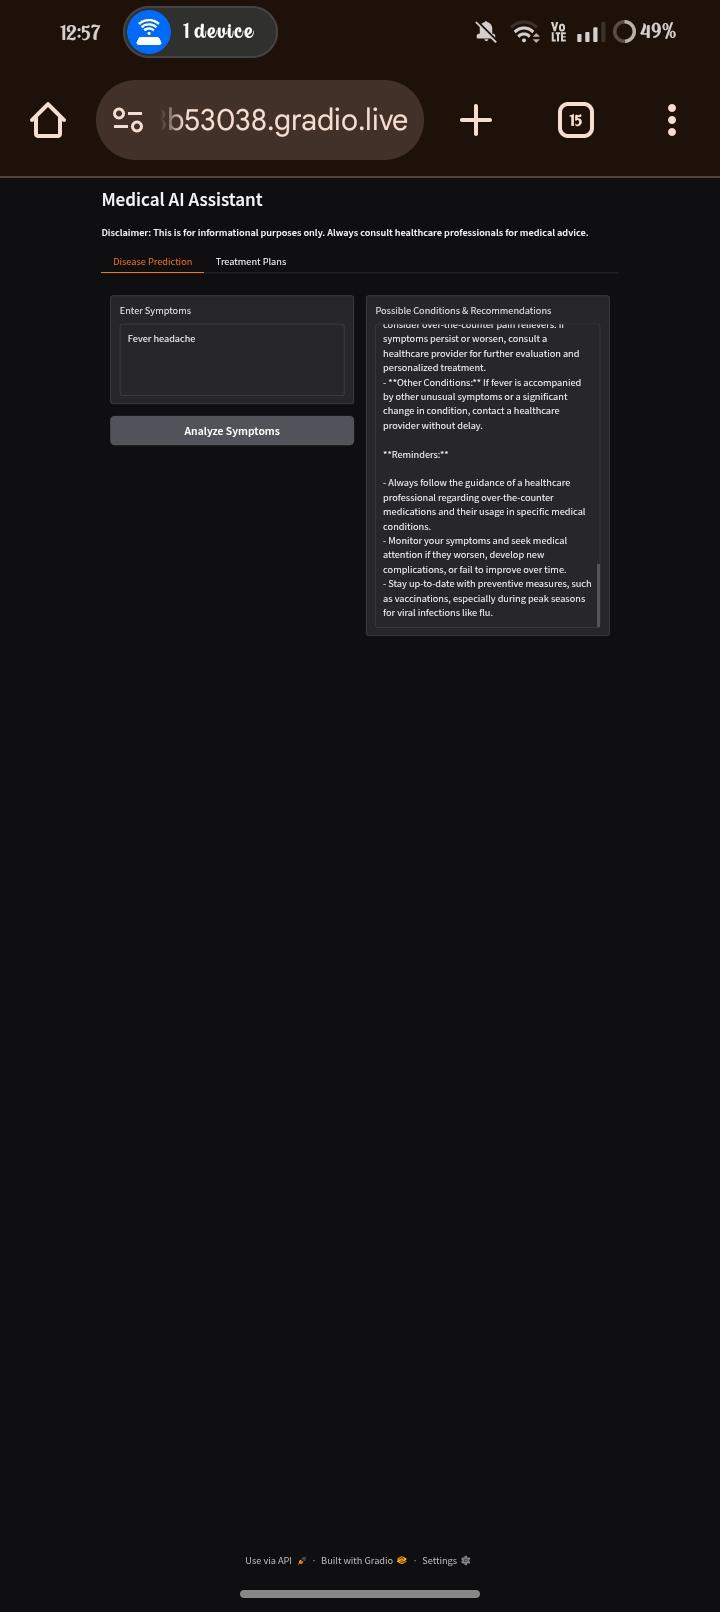 12:57
1 device
Vo
LTE
49%
b53038.gradio.live
15
Medical AI Assistant
Disclaimer: This is for informational purposes only. Always consult healthcare professionals for medical advice.
Disease Prediction
Treatment Plans
Enter Symptoms
Fever headache
Analyze Symptoms
Possible Conditions & Recommendations
consider over-the-counter pain relievers. If
symptoms persist or worsen, consult a
healthcare provider for further evaluation and
personalized treatment.
- **Other Conditions:** If fever is accompanied
by other unusual symptoms or a significant
change in condition, contact a healthcare
provider without delay.
**Reminders:**
- Always follow the guidance of a healthcare
professional regarding over-the-counter
medications and their usage in specific medical
conditions.
- Monitor your symptoms and seek medical
attention if they worsen, develop new
complications, or fail to improve over time.
- Stay up-to-date with preventive measures, such
as vaccinations, especially during peak seasons
for viral infections like flu.
Use via API · Built with Gradio · Settings